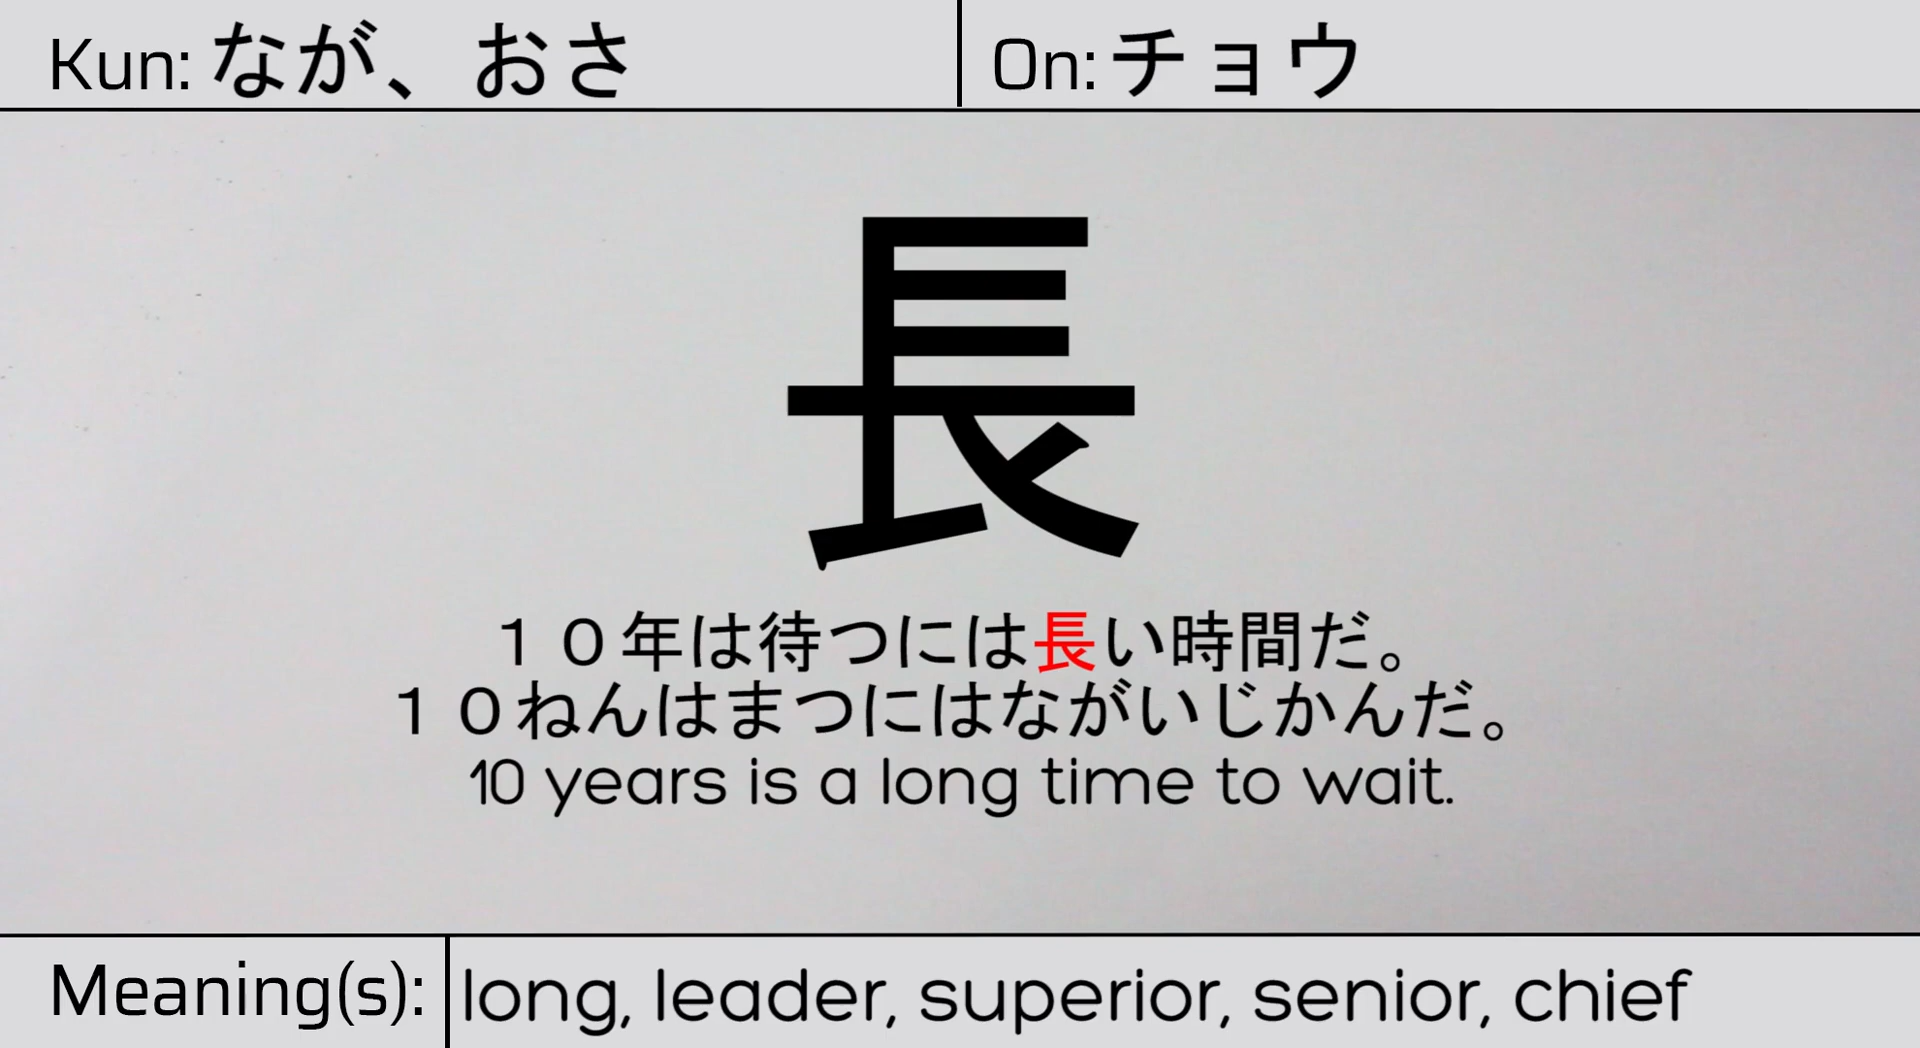 Kun: なが、おさ
On: チョウ
長
１０年は待つには長い時間だ。
１０ねんはまつにはながいじかんだ。
10 years is a long time to wait.
Meaning(s): long, leader, superior, senior, chief